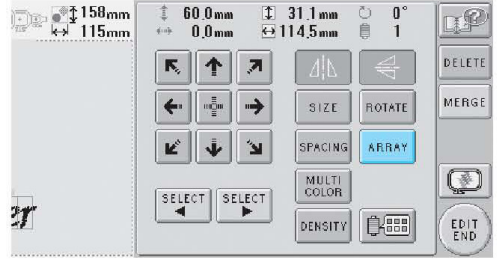 158mm 60.0mm 31.1mm 0°
115mm 0.0mm 114.5mm 1
DELETE
SIZE ROTATE MERGE
SPACING ARRAY
MULTI
COLOR
SELECT SELECT
DENSITY
EDIT
END
er